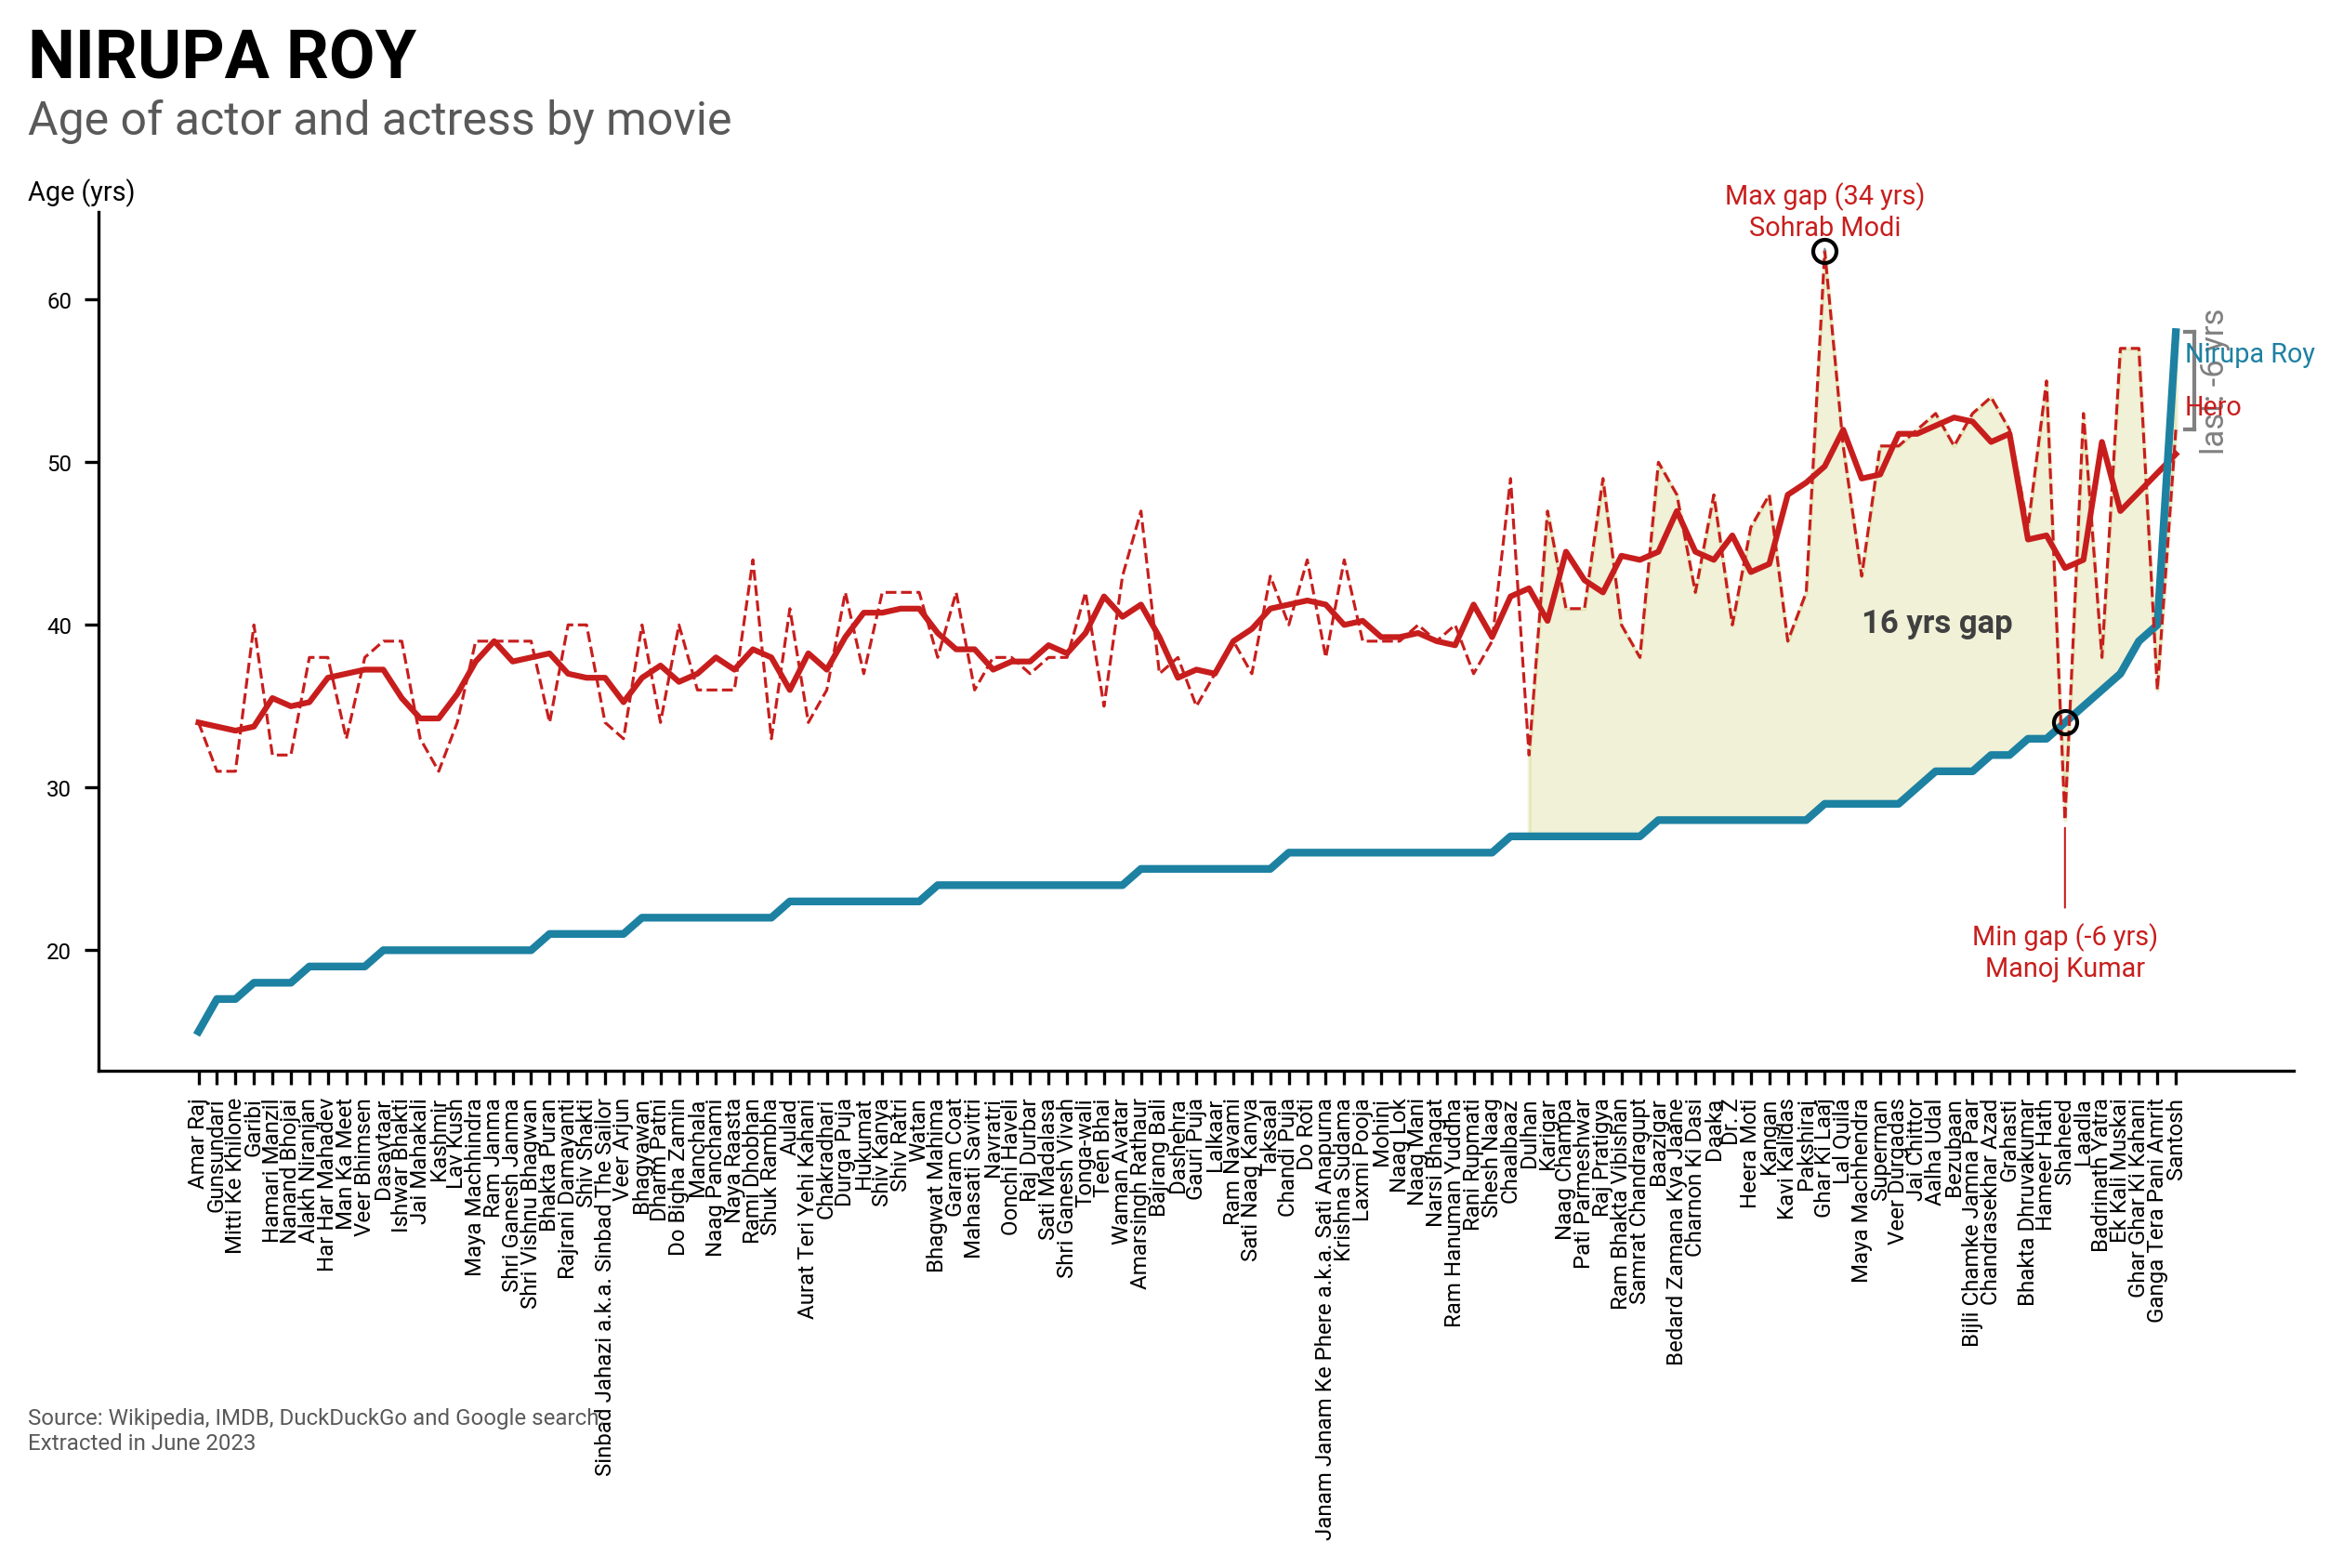 NIRUPA ROY
Age of actor and actress by movie
Age (yrs)
Max gap (34 yrs)
Sohrab Modi
60
50
40
30
20
last: -6 yrs
Nirupa Roy
Hero
16 yrs gap
Min gap (-6 yrs)
Manoj Kumar
Amar Raj
Gunsundari
Mitti Ke Khilone
Garibi
Hamari Manzil
Nanand Bhojai
Alakh Niranjan
Har Har Mahadev
Man Ka Meet
Veer Bhimsen
Dasavtaar
Ishwar Bhakti
Jai Mahakali
Kashmir
Lav Kush
Maya Machhindra
Ram Janma
Shri Ganesh Janma
Shri Vishnu Bhagwan
Bhakta Puran
Rajrani Damayanti
Shiv Shakti
Sinbad Jahazi a.k.a. Sinbad The Sailor
Veer Arjun
Bhagyawan
Dharm Patni
Do Bigha Zamin
Manchala
Naag Panchami
Naya Raasta
Rami Dhobhan
Shuk Rambha
Aulad
Aurat Teri Yehi Kahani
Chakradhari
Durga Puja
Hukumat
Shiv Kanya
Shiv Ratri
Watan
Bhagwat Mahima
Garam Coat
Mahasati Savitri
Navratri
Oonchi Haveli
Raj Durbar
Sati Madalasa
Shri Ganesh Vivah
Tonga-wali
Teen Bhai
Waman Avatar
Amarsingh Rathaur
Bajrang Bali
Dashehra
Gauri Puja
Lalkaar
Ram Navami
Sati Naag Kanya
Taksaal
Chandi Puja
Do Roti
Janam Janam Ke Phere a.k.a. Sati Anapurna
Krishna Sudama
Laxmi Pooja
Mohini
Naag Lok
Naag Mani
Narsi Bhagat
Ram Hanuman Yuddha
Rani Rupmati
Shesh Naag
Chaalbaaz
Dulhan
Karigar
Naag Champa
Pati Parmeshwar
Raj Pratigya
Ram Bhakta Vibishan
Samrat Chandragupt
Baazigar
Bedard Zamana Kya Jaane
Charnon Ki Dasi
Daaka
Dr. Z
Heera Moti
Kangan
Kavi Kalidas
Pakshiraj
Ghar Ki Laaj
Lal Quila
Maya Machhendra
Superman
Veer Durgadas
Jai Chittor
Aalha Udal
Bezubaan
Bijli Chamke Jamna Paar
Chandrasekhar Azad
Grahasti
Bhakta Dhruvakumar
Hameer Hath
Shaheed
Laadla
Badrinath Yatra
Ek Kali Muskai
Ghar Ghar Ki Kahani
Ganga Tera Pani Amrit
Santosh
Source: Wikipedia, IMDB, DuckDuckGo and Google search
Extracted in June 2023